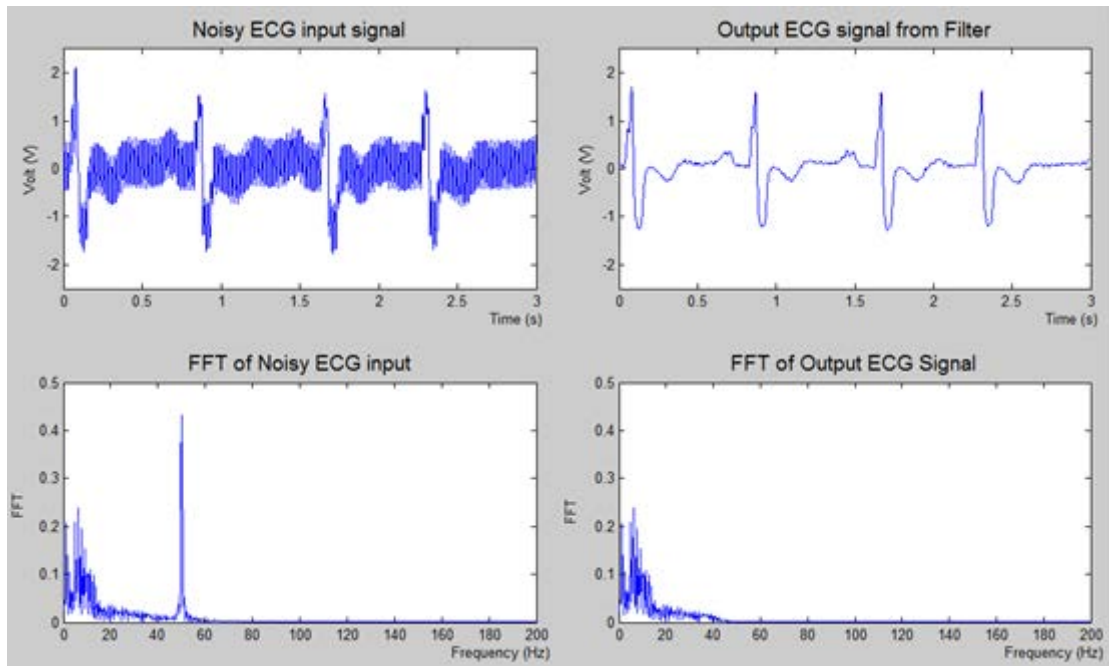 Noisy ECG input signal
Volt (V)
2
1
0
-1
-2
0 0.5 1 1.5 2 2.5 3
Time (s)
Output ECG signal from Filter
Volt (V)
2
1
0
-1
-2
0 0.5 1 1.5 2 2.5 3
Time (s)
FFT of Noisy ECG input
FFT
0.5
0.4
0.3
0.2
0.1
0
0 20 40 60 80 100 120 140 160 180 200
Frequency (Hz)
FFT of Output ECG Signal
FFT
0.5
0.4
0.3
0.2
0.1
0
0 20 40 60 80 100 120 140 160 180 200
Frequency (Hz)